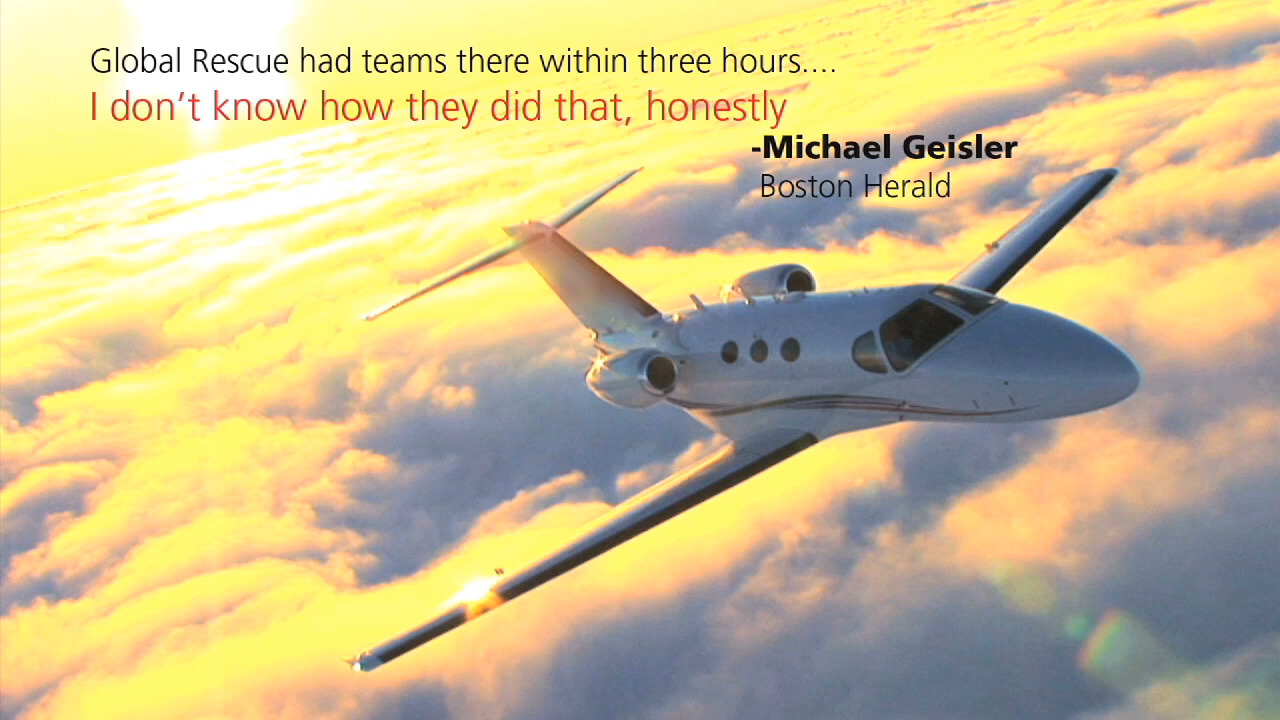 Global Rescue had teams there within three hours....
I don't know how they did that, honestly
-Michael Geisler
Boston Herald